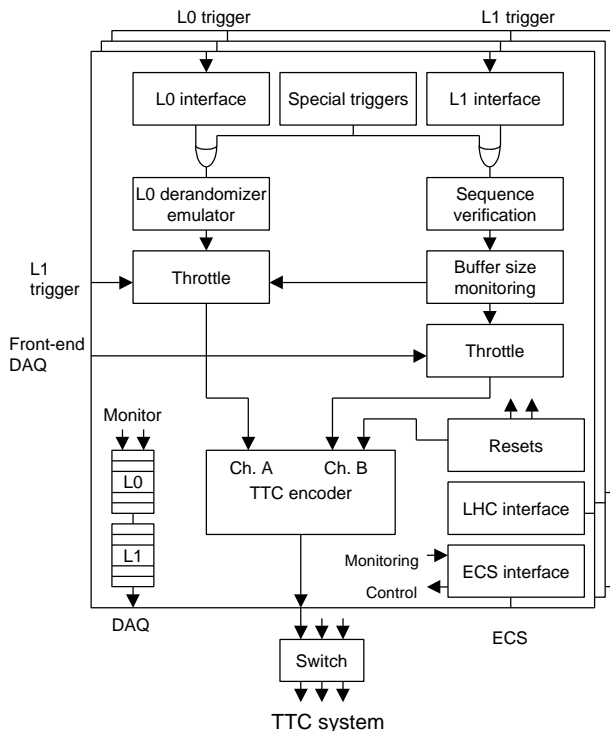 L0 trigger
L1 trigger
L0 interface
Special triggers
L1 interface
L0 derandomizer
emulator
Sequence
verification
L1
trigger
Throttle
Buffer size
monitoring
Front-end
DAQ
Throttle
Monitor
Resets
Ch. A
Ch. B
TTC encoder
L0
L1
LHC interface
Monitoring
ECS interface
Control
DAQ
ECS
Switch
TTC system